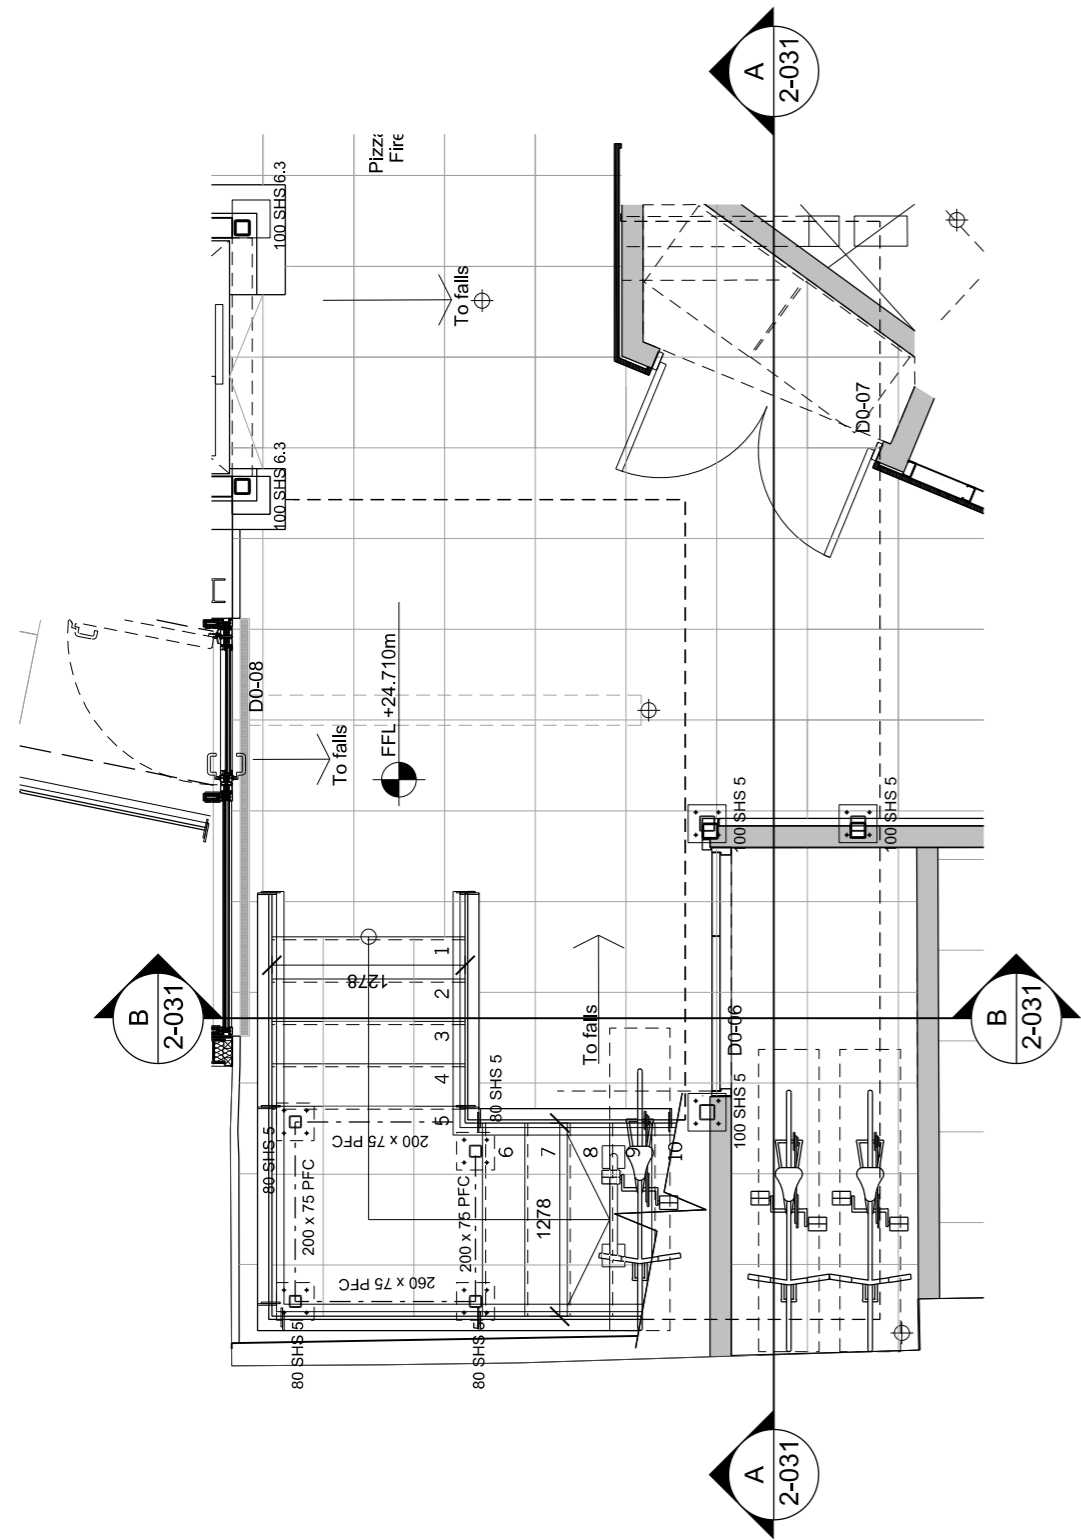 A
2-031
Pizza
Fire
100 SHS 6.3
To falls
D0-07
100 SHS 6.3
D0-08
FFL +24.710m
To falls
100 SHS 5
100 SHS 5
1
1278
2
B
2-031
3
To falls
D0-06
B
2-031
4
80 SHS 5
100 SHS 5
5
80 SHS 5
200 x 75 PFC
6
7
8
9
10
200 x 75 PFC
200 x 75 PFC
1278
260 x 75 PFC
80 SHS 5
80 SHS 5
A
2-031